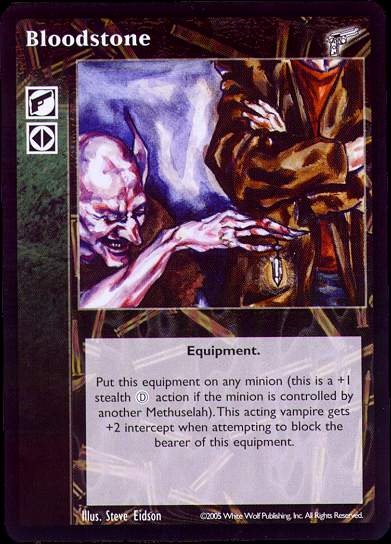 Bloodstone
Equipment.
Put this equipment on any minion (this is a +1
stealth Ⓓ action if the minion is controlled by
another Methuselah). This acting vampire gets
+2 intercept when attempting to block the
bearer of this equipment.
Illus. Steve Eidson
©2005 White Wolf Publishing, Inc. All Rights Reserved.